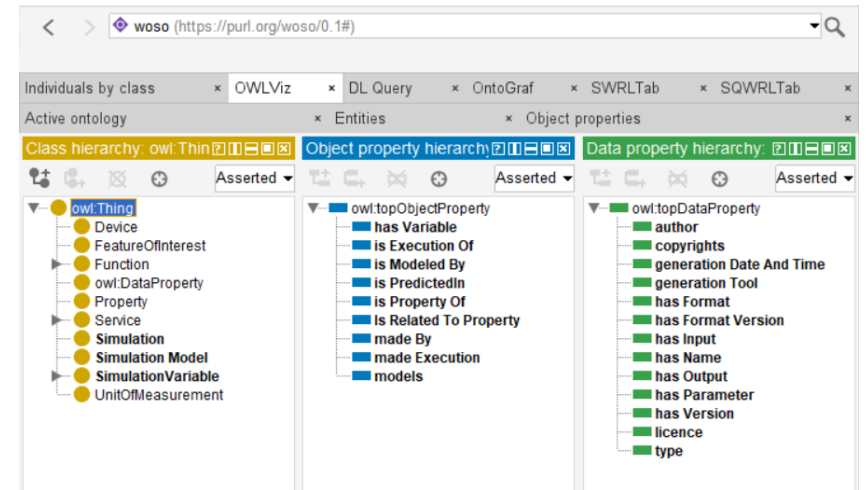 woso (https://purl.org/woso/0.1#)
Individuals by class × OWLViz × DL Query × OntoGraf × SWRLTab × SQWRLTab ×
Active ontology × Entities × Object properties ×
Class hierarchy: owl:Thin
Asserted
owl:Thing
Device
FeatureOfInterest
Function
owl:DataProperty
Property
Service
Simulation
Simulation Model
SimulationVariable
UnitOfMeasurement
Object property hierarchy
Asserted
owl:topObjectProperty
has Variable
is Execution Of
is Modeled By
is PredictedIn
is Property Of
Is Related To Property
made By
made Execution
models
Data property hierarchy:
Asserted
owl:topDataProperty
author
copyrights
generation Date And Time
generation Tool
has Format
has Format Version
has Input
has Name
has Output
has Parameter
has Version
licence
type